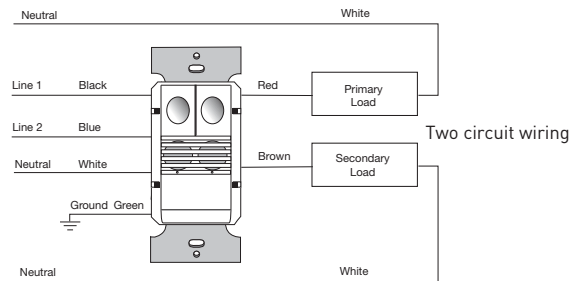 Neutral White
Line 1 Black Red Primary Load
Line 2 Blue Two circuit wiring
Neutral White Brown Secondary Load
Ground Green
Neutral White